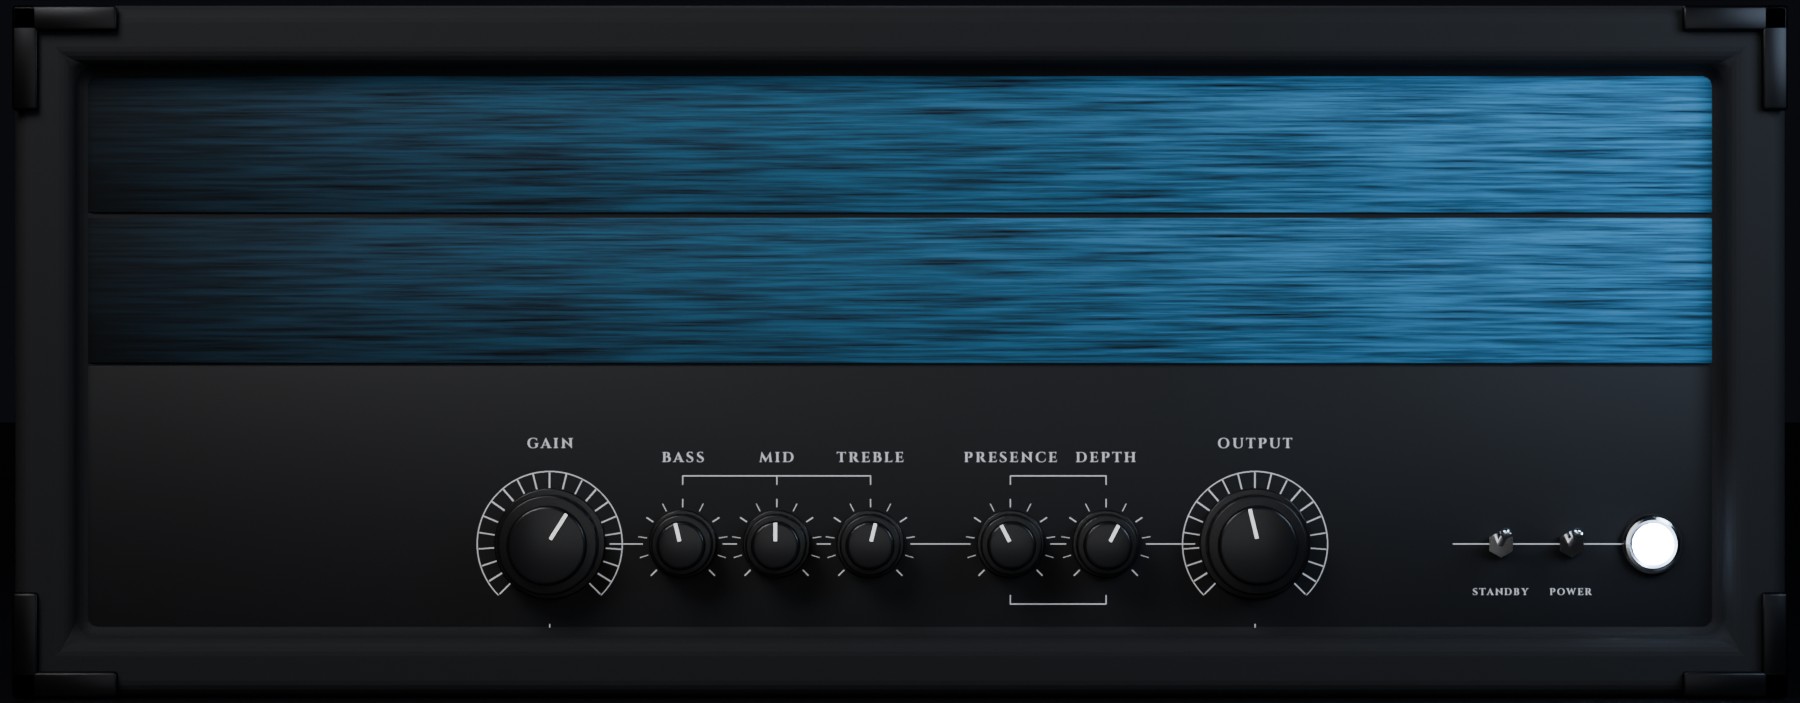 GAIN
BASS
MID
TREBLE
PRESENCE
DEPTH
OUTPUT
STANDBY
POWER